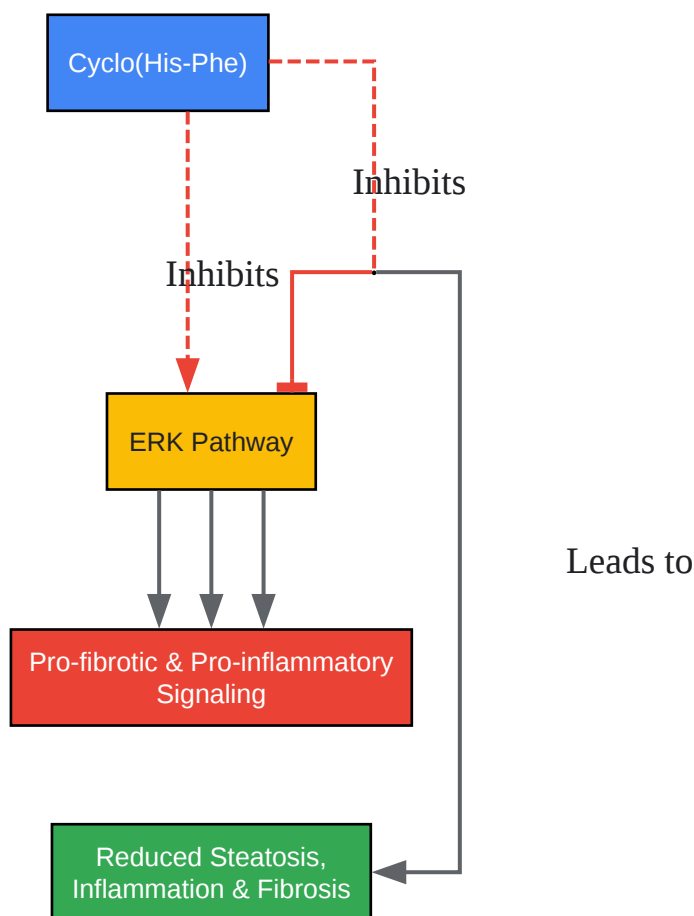 Cyclo(His-Phe)
Inhibits
Inhibits
ERK Pathway
Leads to
Pro-fibrotic & Pro-inflammatory
Signaling
Reduced Steatosis,
Inflammation & Fibrosis